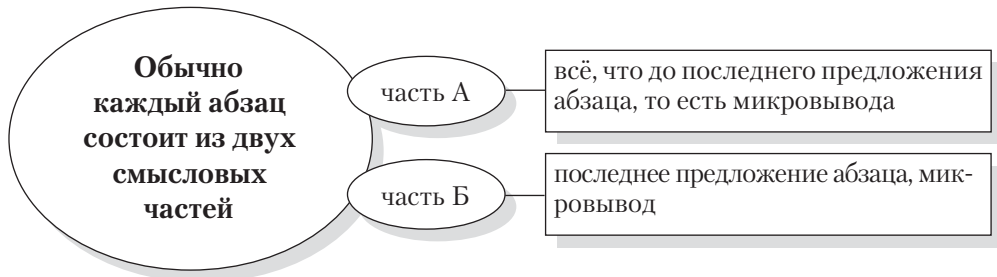 Обычно
каждый абзац
состоит из двух
смысловых
частей
часть А
всё, что до последнего предложения
абзаца, то есть микровывода
часть Б
последнее предложение абзаца, мик-
ровывод